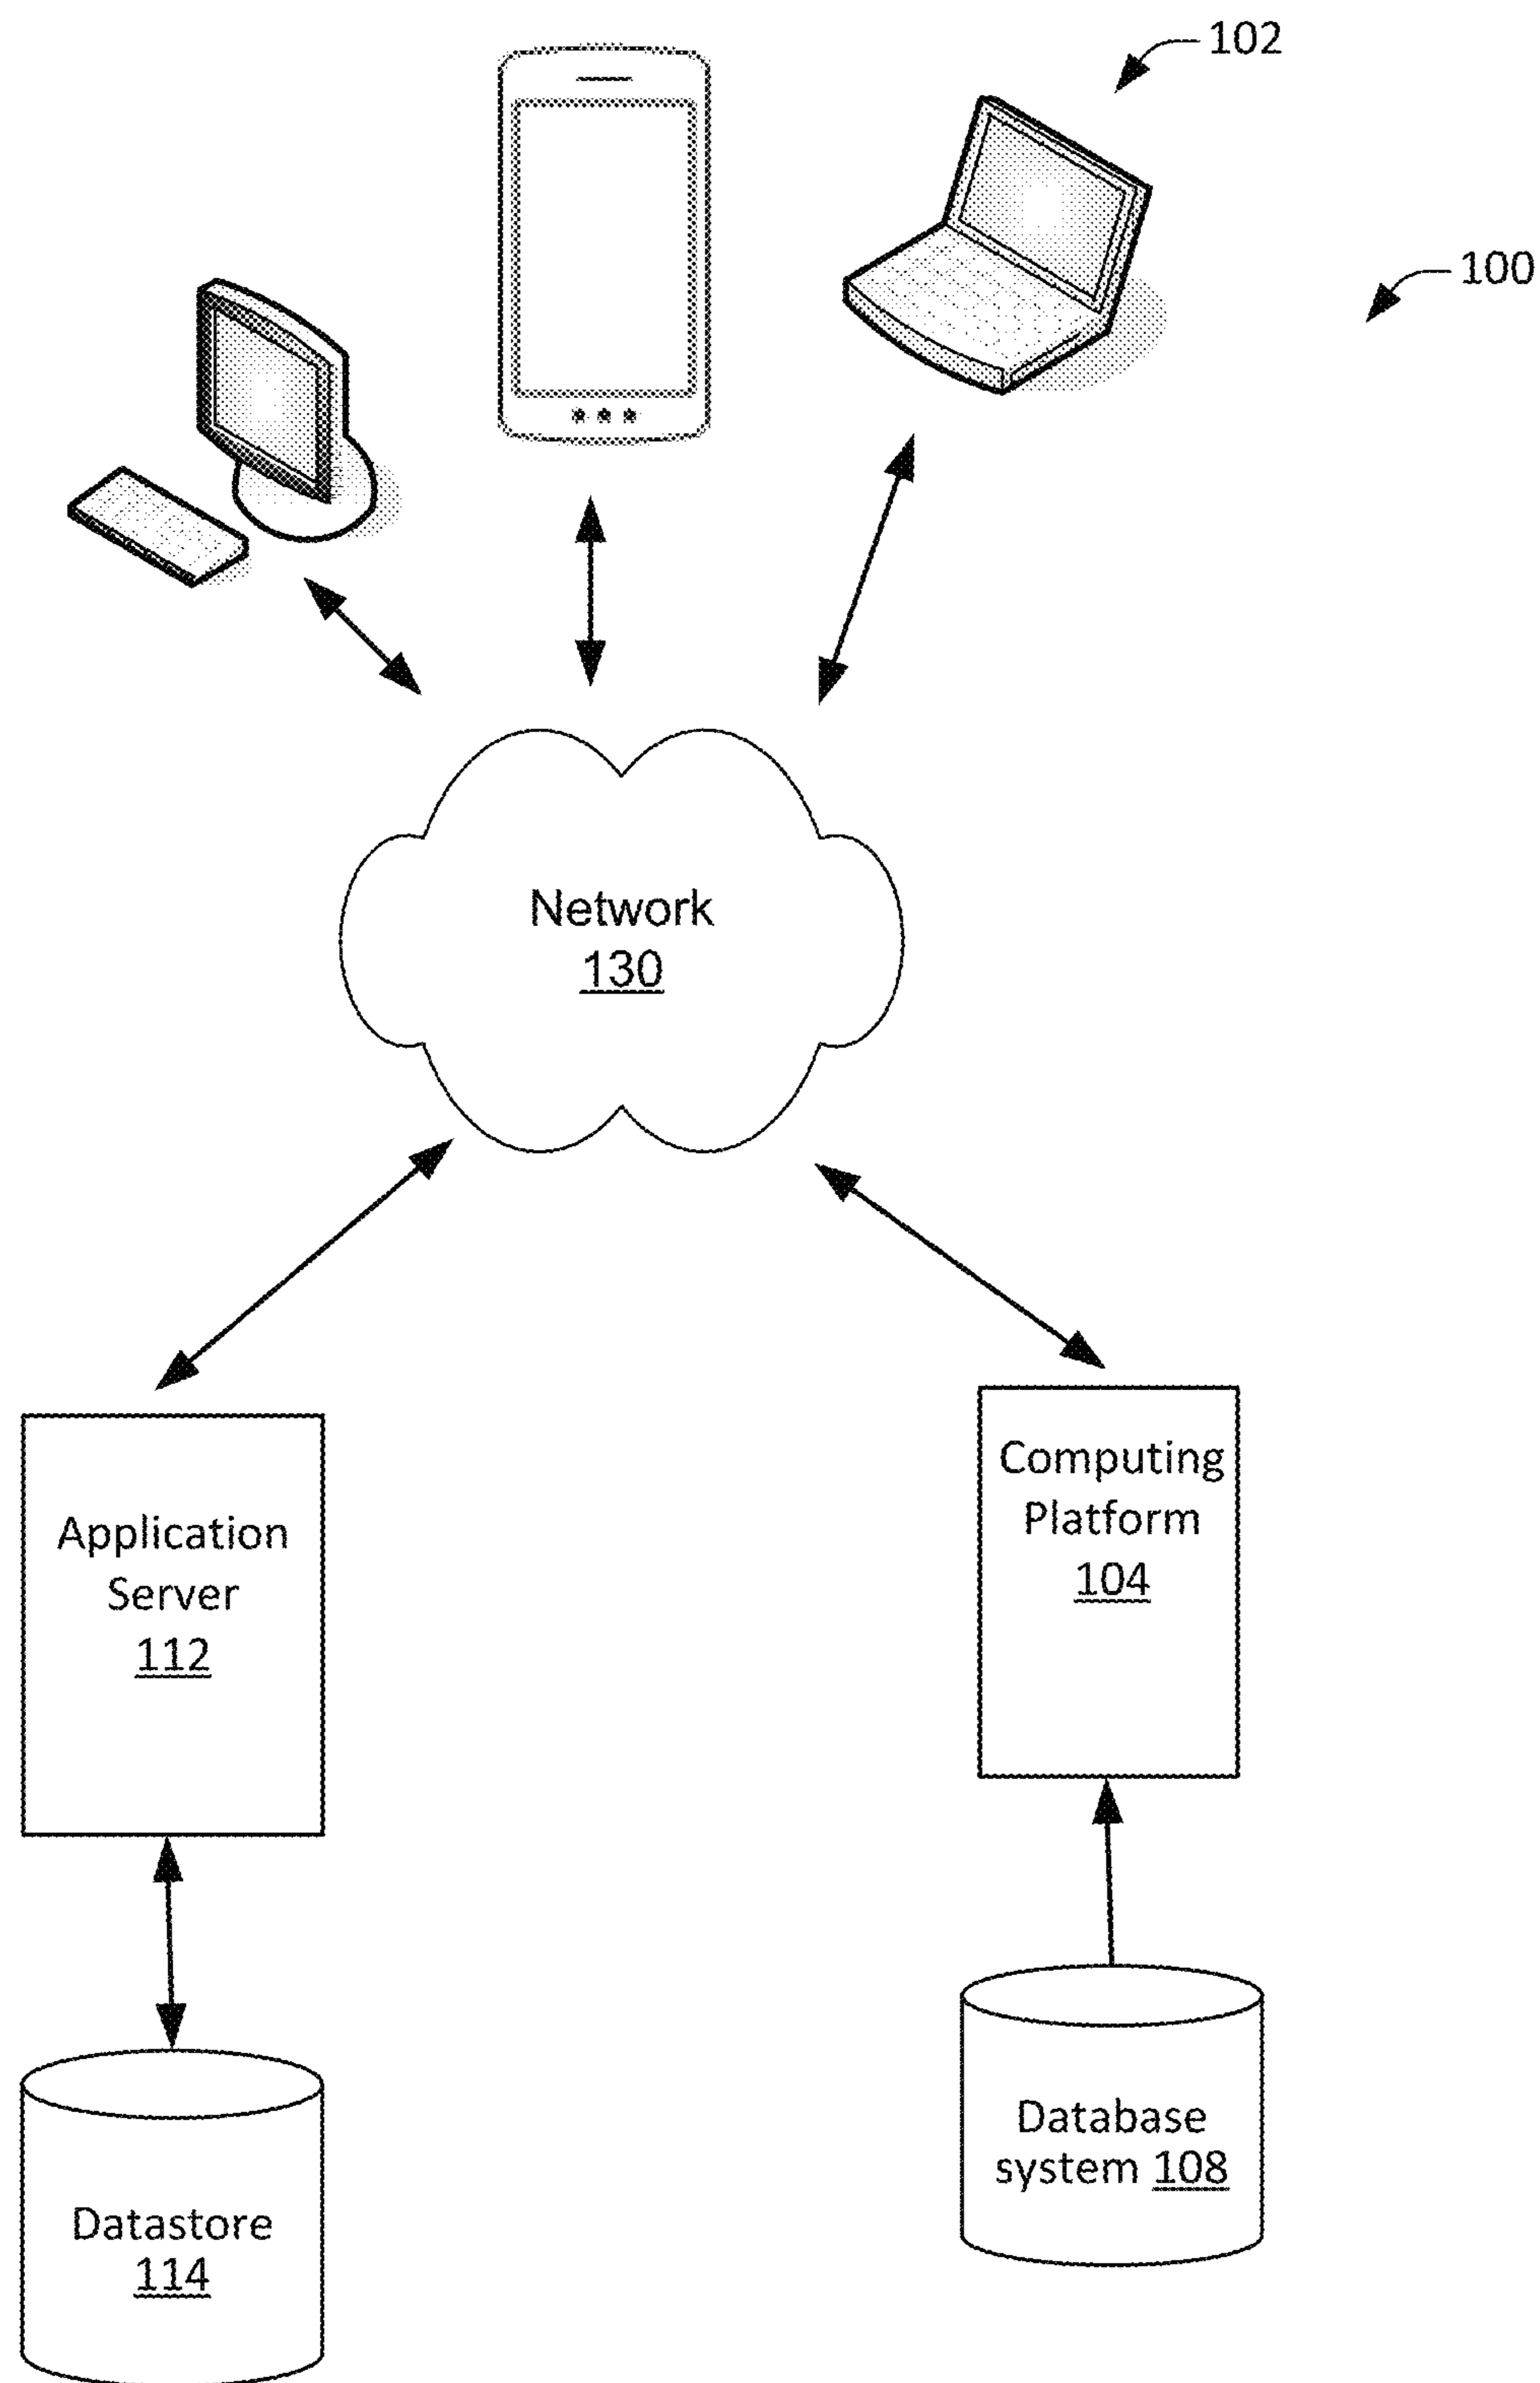 102
100
Network
130
Application
Server
112
Computing
Platform
104
Datastore
114
Database
system 108